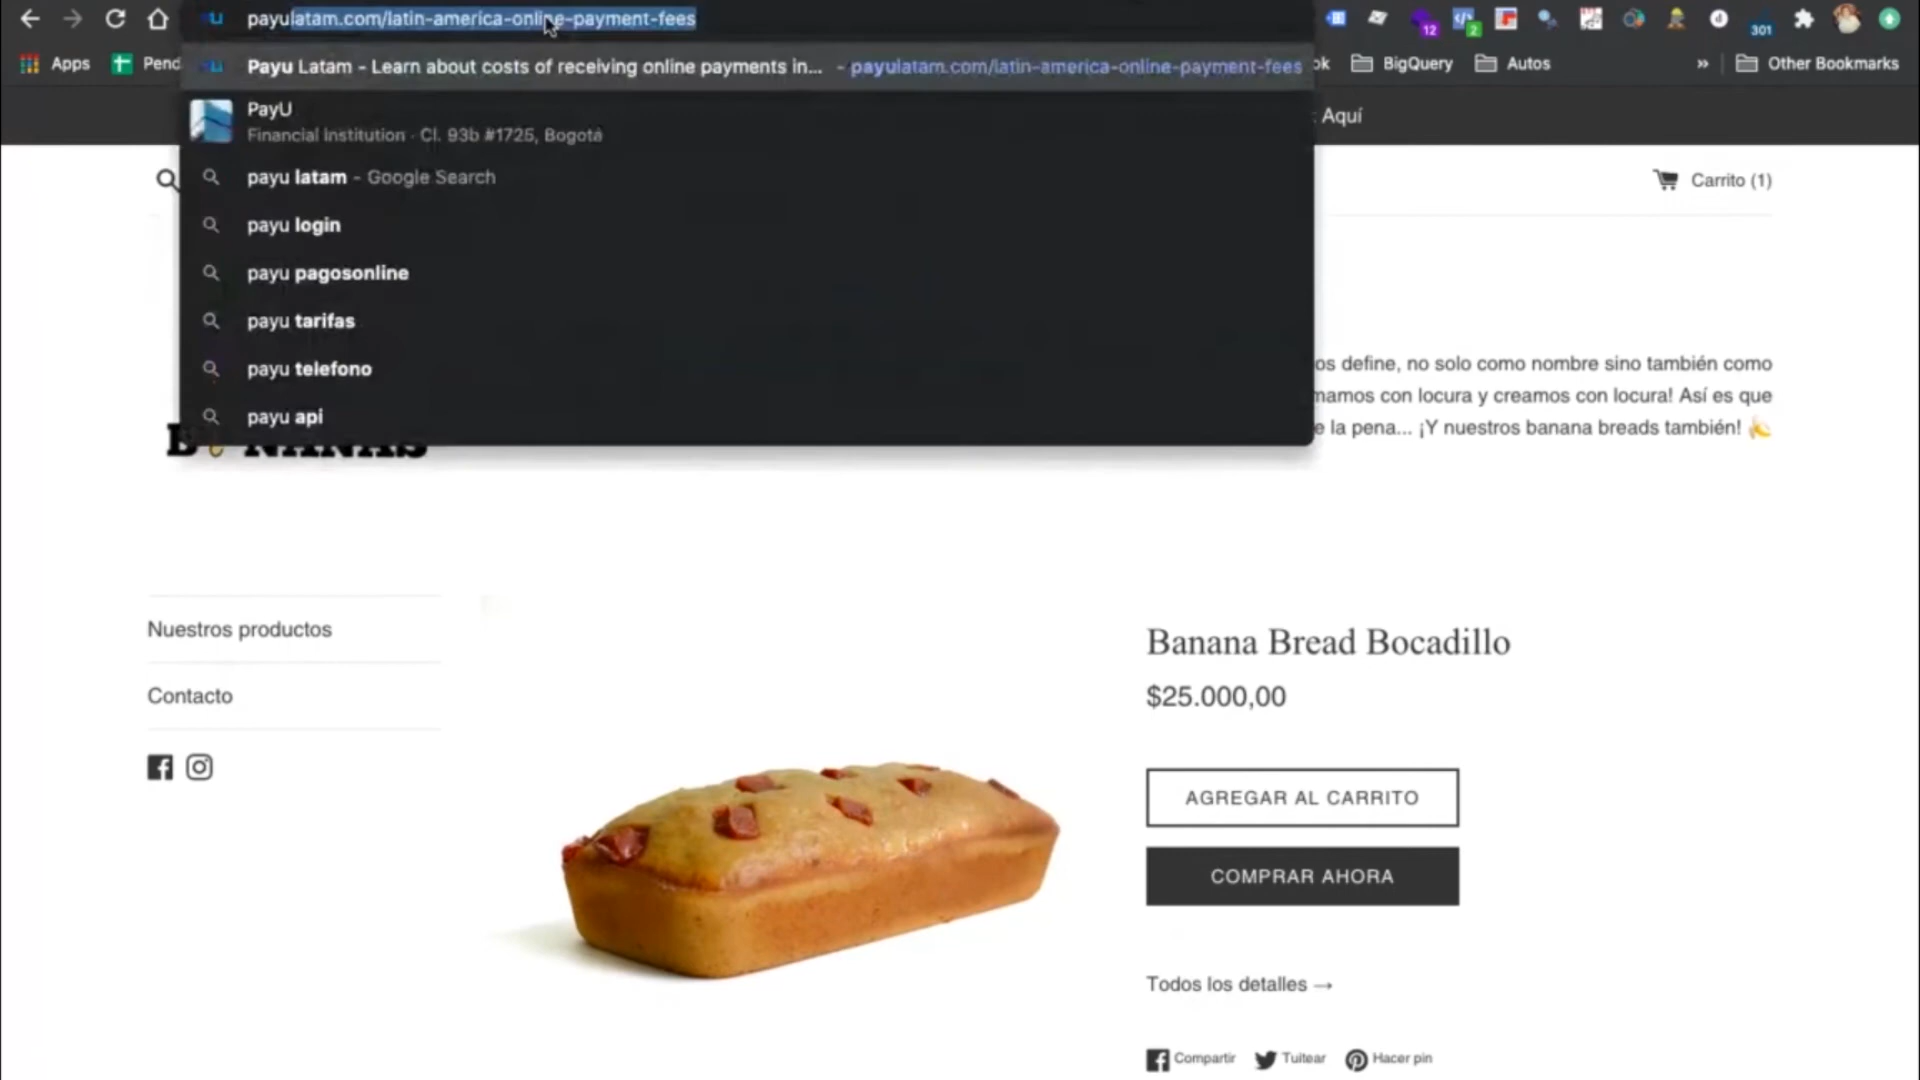 payulatam.com/latin-america-online-payment-fees
Payu Latam - Learn about costs of receiving online payments in... - payulatam.com/latin-america-online-payment-fees
PayU
Financial Institution · Cl. 93b #1725, Bogotá
payu latam - Google Search
payu login
payu pagosonline
payu tarifas
payu telefono
payu api
12
2
301
Apps
Pend
ok
BigQuery
Autos
»
Other Bookmarks
: Aquí
Carrito (1)
os define, no solo como nombre sino también como
mamos con locura y creamos con locura! Así es que
e la pena... ¡Y nuestros banana breads también! 🍌
Nuestros productos
Contacto
Banana Bread Bocadillo
$25.000,00
AGREGAR AL CARRITO
COMPRAR AHORA
Todos los detalles →
Compartir Tuitear Hacer pin